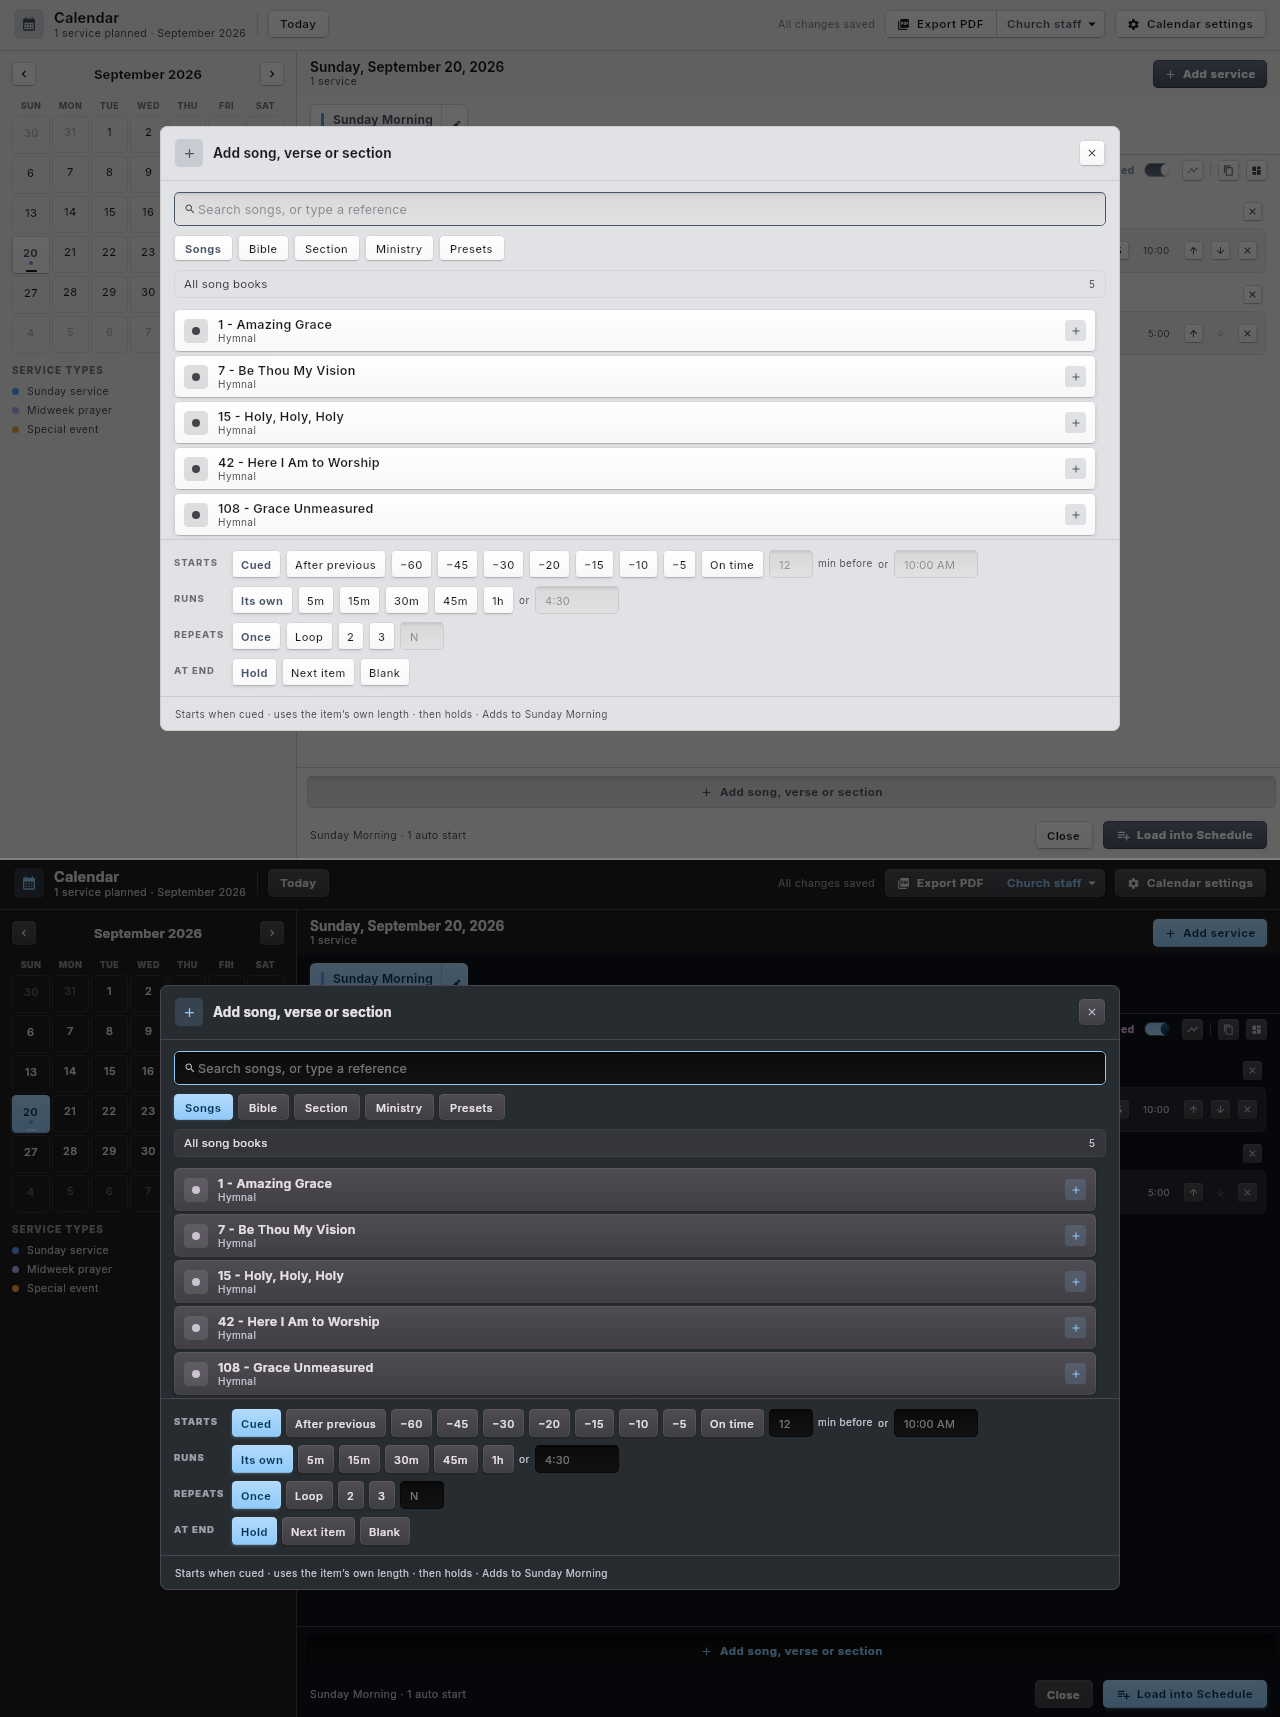 Calendar
1 service planned · September 2026
Today
All changes saved
Export PDF
Church staff
Calendar settings
September 2026
SUN MON TUE WED THU FRI SAT
30 31 1 2
6 7 8 9
13 14 15 16
20 21 22 23
27 28 29 30
4 5 6 7
SERVICE TYPES
Sunday service
Midweek prayer
Special event
Sunday, September 20, 2026
1 service
+ Add service
Sunday Morning
ed
10:00
5:00
+ Add song, verse or section
Search songs, or type a reference
Songs Bible Section Ministry Presets
All song books 5
1 - Amazing Grace
Hymnal
7 - Be Thou My Vision
Hymnal
15 - Holy, Holy, Holy
Hymnal
42 - Here I Am to Worship
Hymnal
108 - Grace Unmeasured
Hymnal
STARTS Cued After previous −60 −45 −30 −20 −15 −10 −5 On time 12 min before or 10:00 AM
RUNS Its own 5m 15m 30m 45m 1h or 4:30
REPEATS Once Loop 2 3 N
AT END Hold Next item Blank
Starts when cued · uses the item's own length · then holds · Adds to Sunday Morning
+ Add song, verse or section
Sunday Morning · 1 auto start
Close
Load into Schedule
Calendar
1 service planned · September 2026
Today
All changes saved
Export PDF
Church staff
Calendar settings
September 2026
SUN MON TUE WED THU FRI SAT
30 31 1 2
6 7 8 9
13 14 15 16
20 21 22 23
27 28 29 30
4 5 6 7
SERVICE TYPES
Sunday service
Midweek prayer
Special event
Sunday, September 20, 2026
1 service
+ Add service
Sunday Morning
ed
10:00
5:00
+ Add song, verse or section
Search songs, or type a reference
Songs Bible Section Ministry Presets
All song books 5
1 - Amazing Grace
Hymnal
7 - Be Thou My Vision
Hymnal
15 - Holy, Holy, Holy
Hymnal
42 - Here I Am to Worship
Hymnal
108 - Grace Unmeasured
Hymnal
STARTS Cued After previous −60 −45 −30 −20 −15 −10 −5 On time 12 min before or 10:00 AM
RUNS Its own 5m 15m 30m 45m 1h or 4:30
REPEATS Once Loop 2 3 N
AT END Hold Next item Blank
Starts when cued · uses the item's own length · then holds · Adds to Sunday Morning
+ Add song, verse or section
Sunday Morning · 1 auto start
Close
Load into Schedule